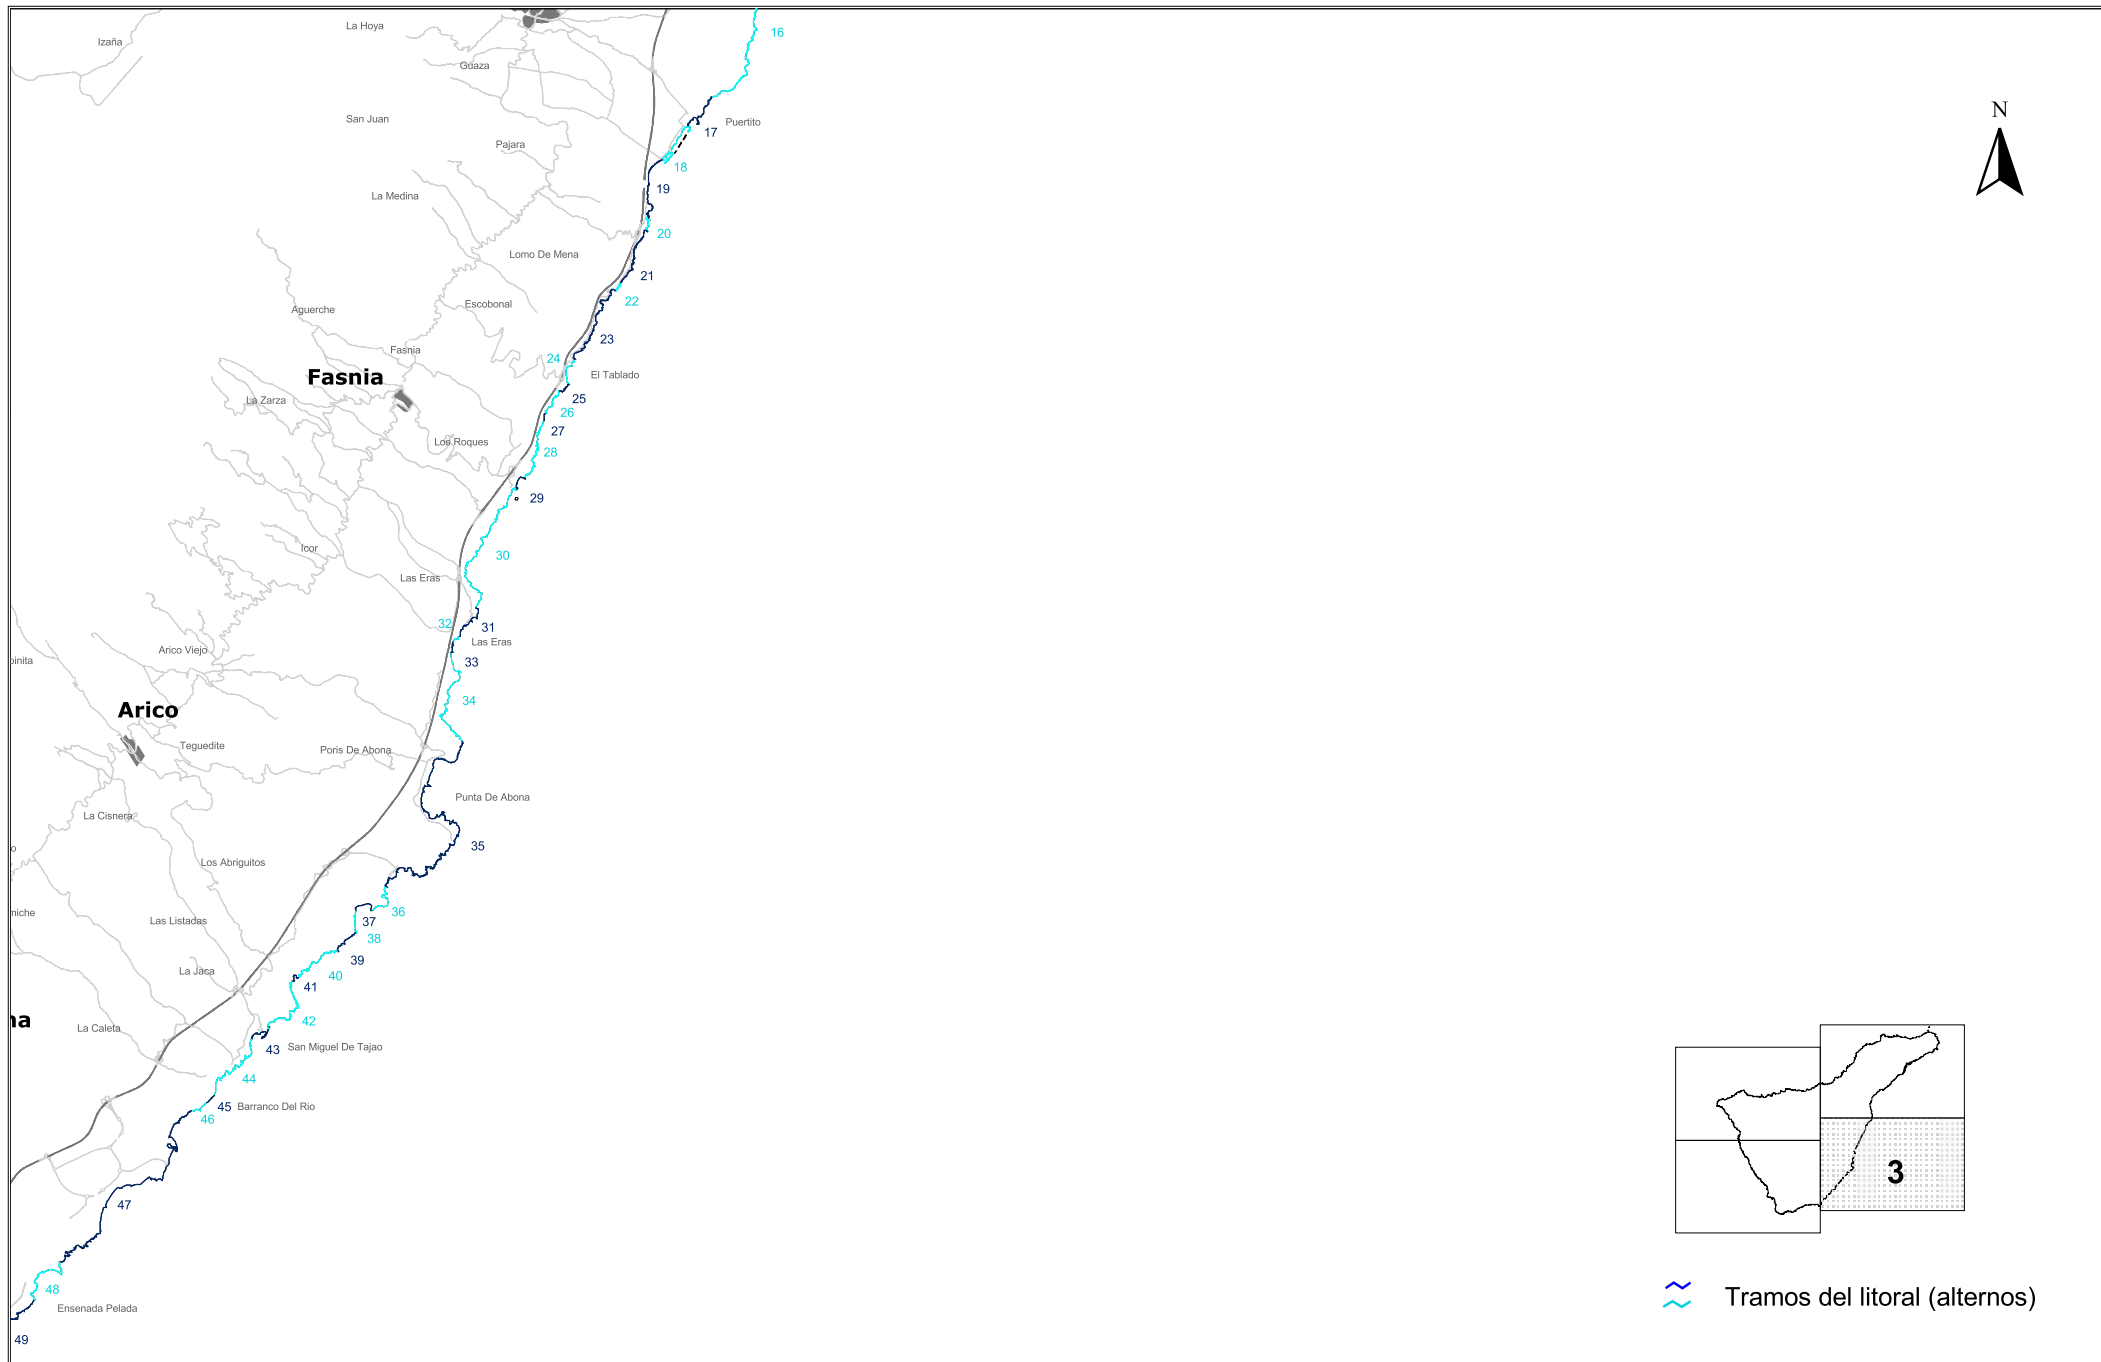 La Hoya
16
Izaña
Guaza
N
San Juan
Puertito
17
Pajara
18
19
La Medina
20
Lomo De Mena
21
22
Escobonal
Aguerche
23
Fasnia
24
El Tablado
Fasnia
25
La Zarza
26
27
Los Roques
28
29
Icor
30
Las Eras
32
31
Las Eras
Arico Viejo
33
inita
34
Arico
Teguedite
Poris De Abona
Punta De Abona
La Cisnera
35
o
Los Abriguitos
36
niche
Las Listadas
37
38
39
La Jaca
40
41
na
42
La Caleta
43
San Miguel De Tajao
44
45
Barranco Del Rio
46
3
47
48
Tramos del litoral (alternos)
Ensenada Pelada
49